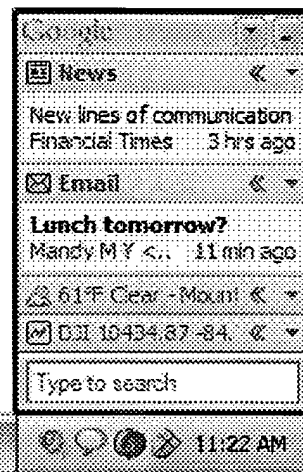 Google
News
New lines of communication
Financial Times 3 hrs ago
Email
Lunch tomorrow?
Mandy M Y <.. 11 min ago
61°F Clear - Mount
DJI 10434.87 -84.
Type to search
11:22 AM